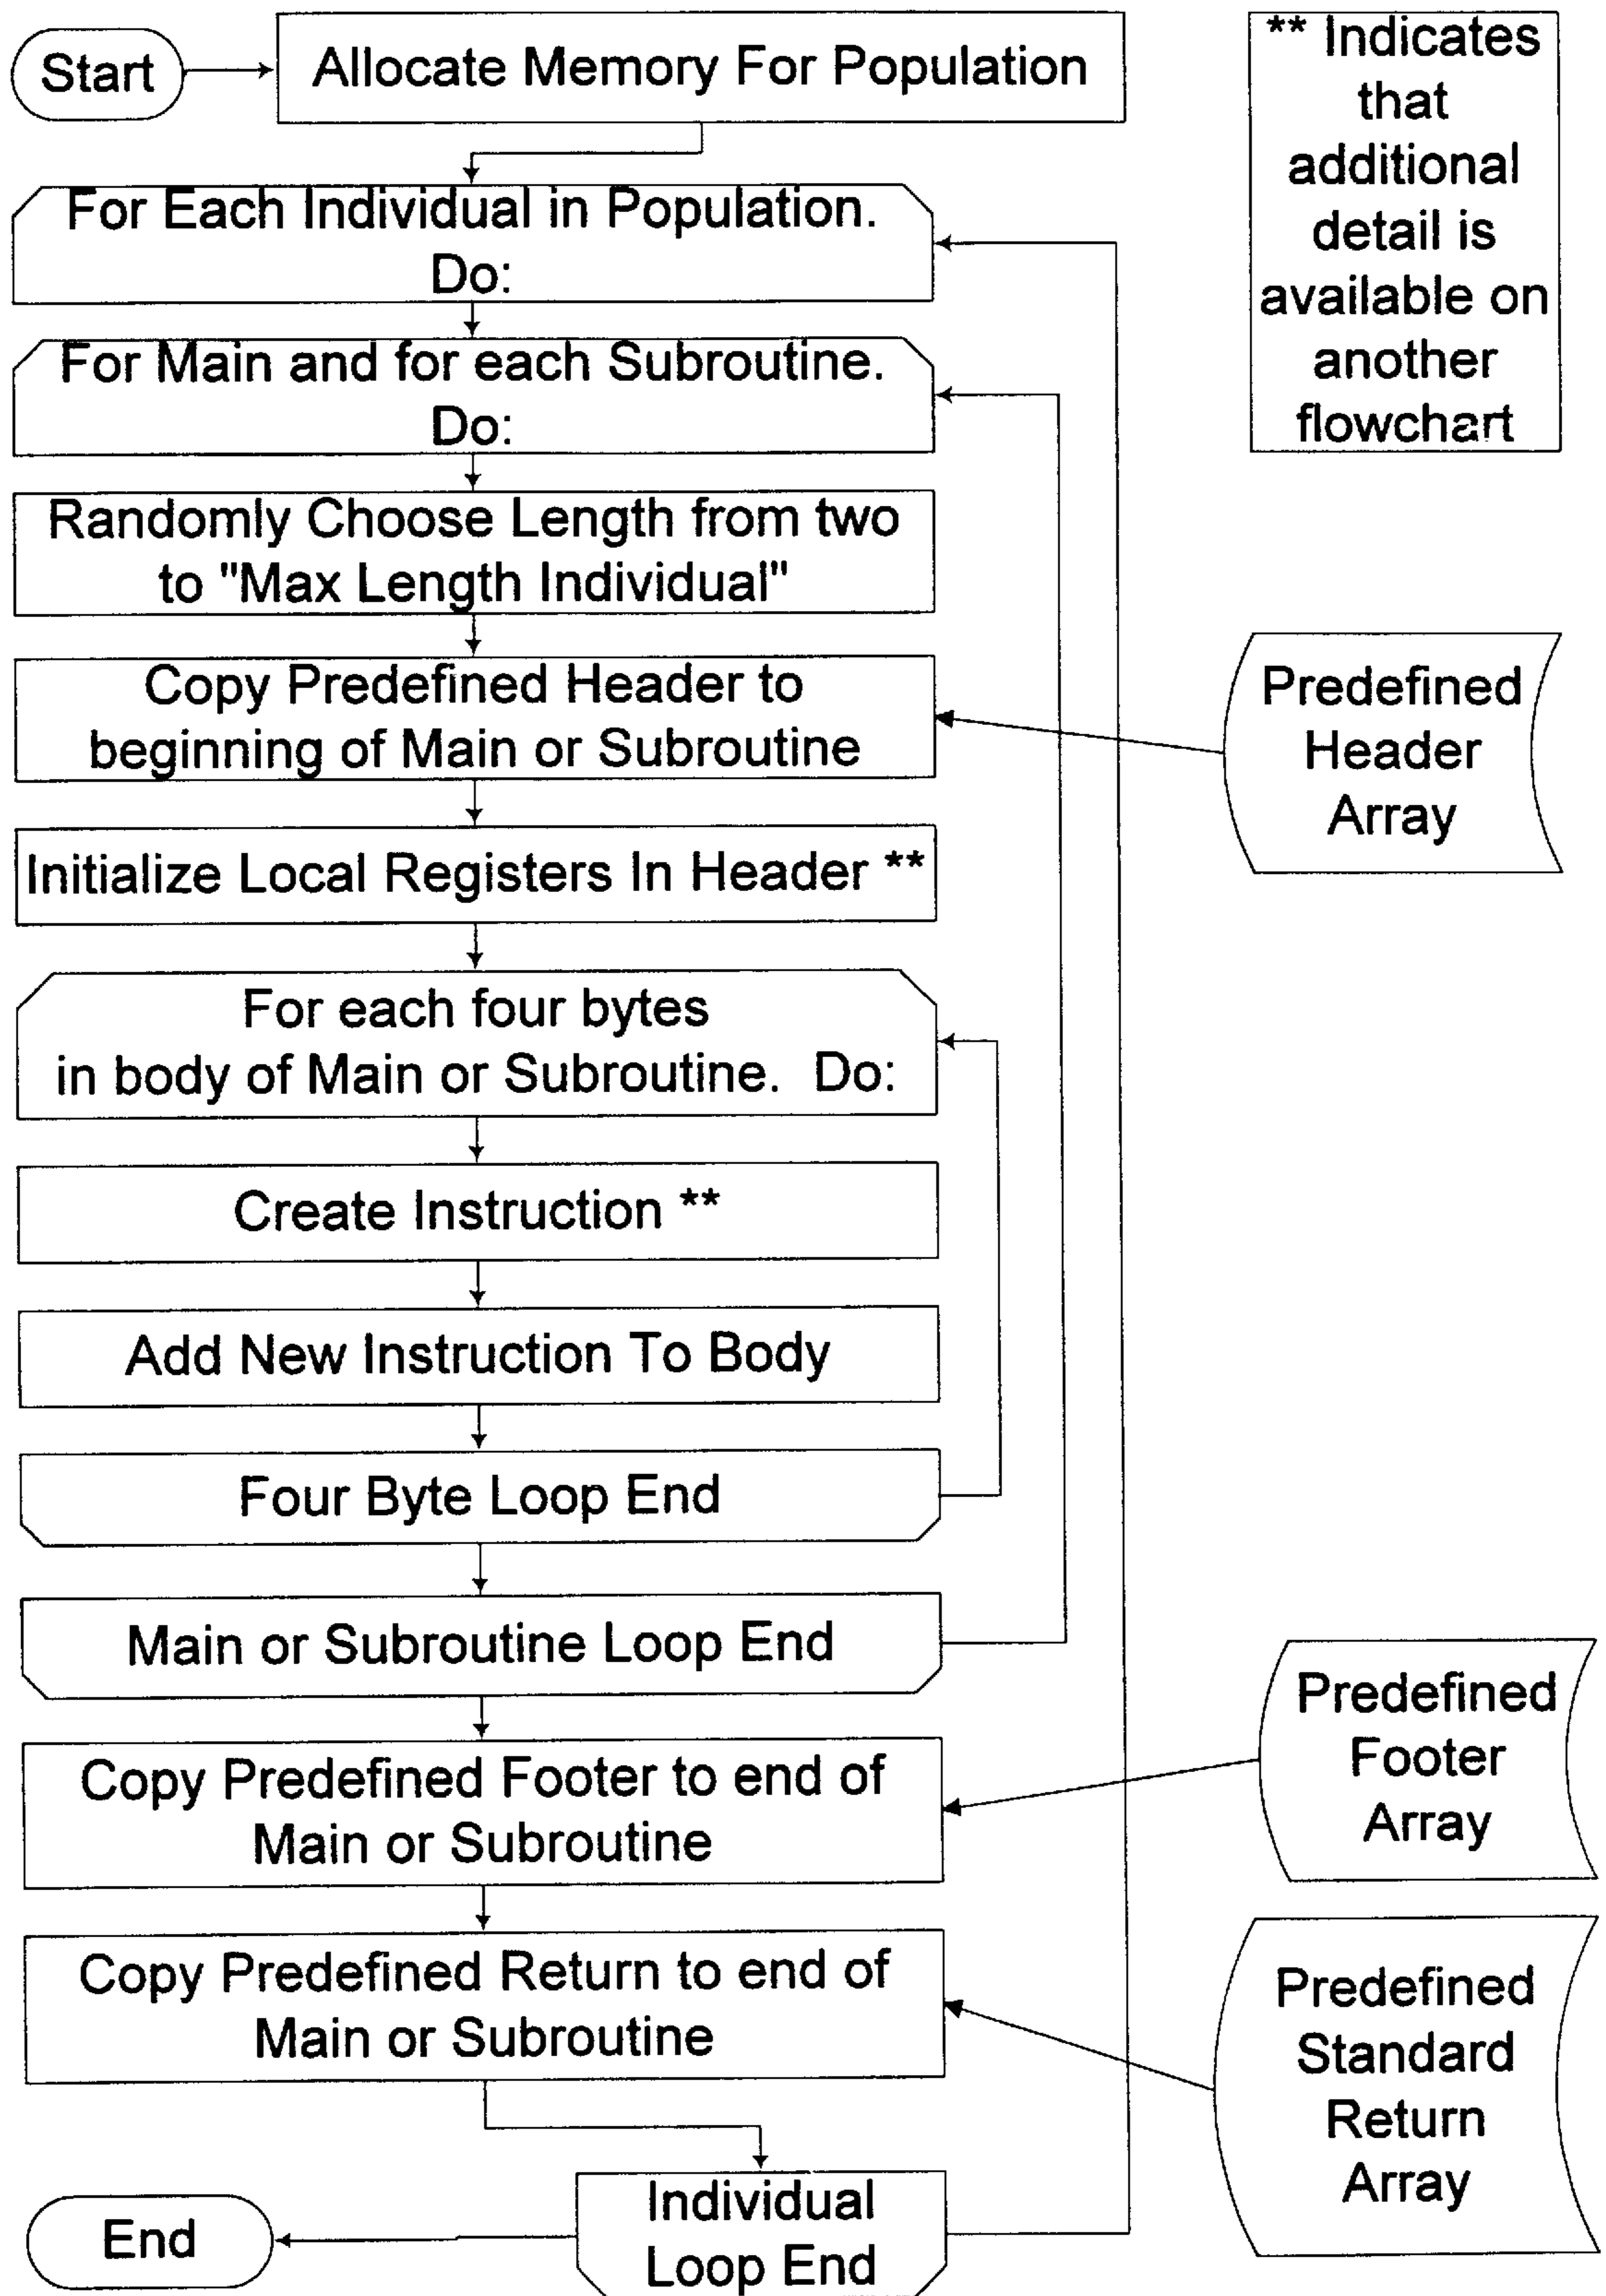 Start
Allocate Memory For Population
** Indicates
that
additional
detail is
available on
another
flowchart
For Each Individual in Population.
Do:
For Main and for each Subroutine.
Do:
Randomly Choose Length from two
to "Max Length Individual"
Copy Predefined Header to
beginning of Main or Subroutine
Predefined
Header
Array
Initialize Local Registers In Header **
For each four bytes
in body of Main or Subroutine. Do:
Create Instruction **
Add New Instruction To Body
Four Byte Loop End
Main or Subroutine Loop End
Copy Predefined Footer to end of
Main or Subroutine
Predefined
Footer
Array
Copy Predefined Return to end of
Main or Subroutine
Predefined
Standard
Return
Array
Individual
Loop End
End